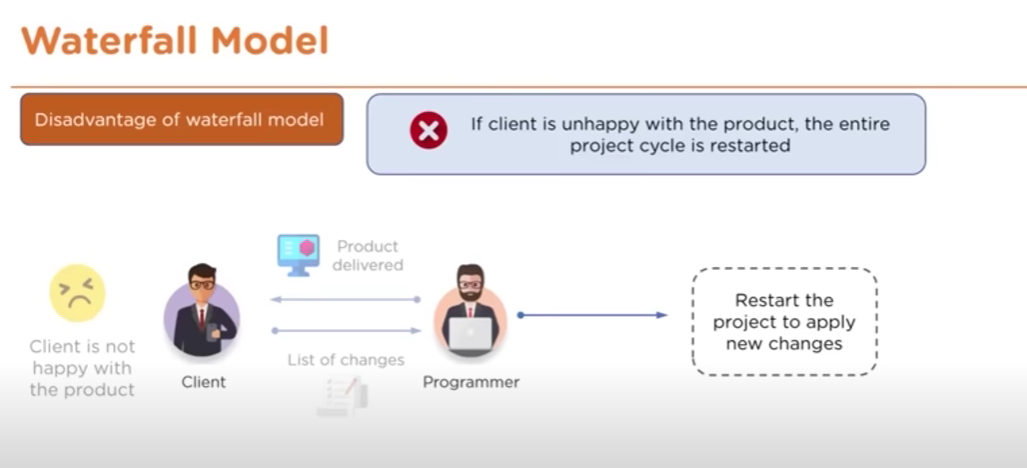 Waterfall Model
Disadvantage of waterfall model
If client is unhappy with the product, the entire
project cycle is restarted
Product
delivered
Client is not
happy with
the product
Client
List of changes
Programmer
Restart the
project to apply
new changes